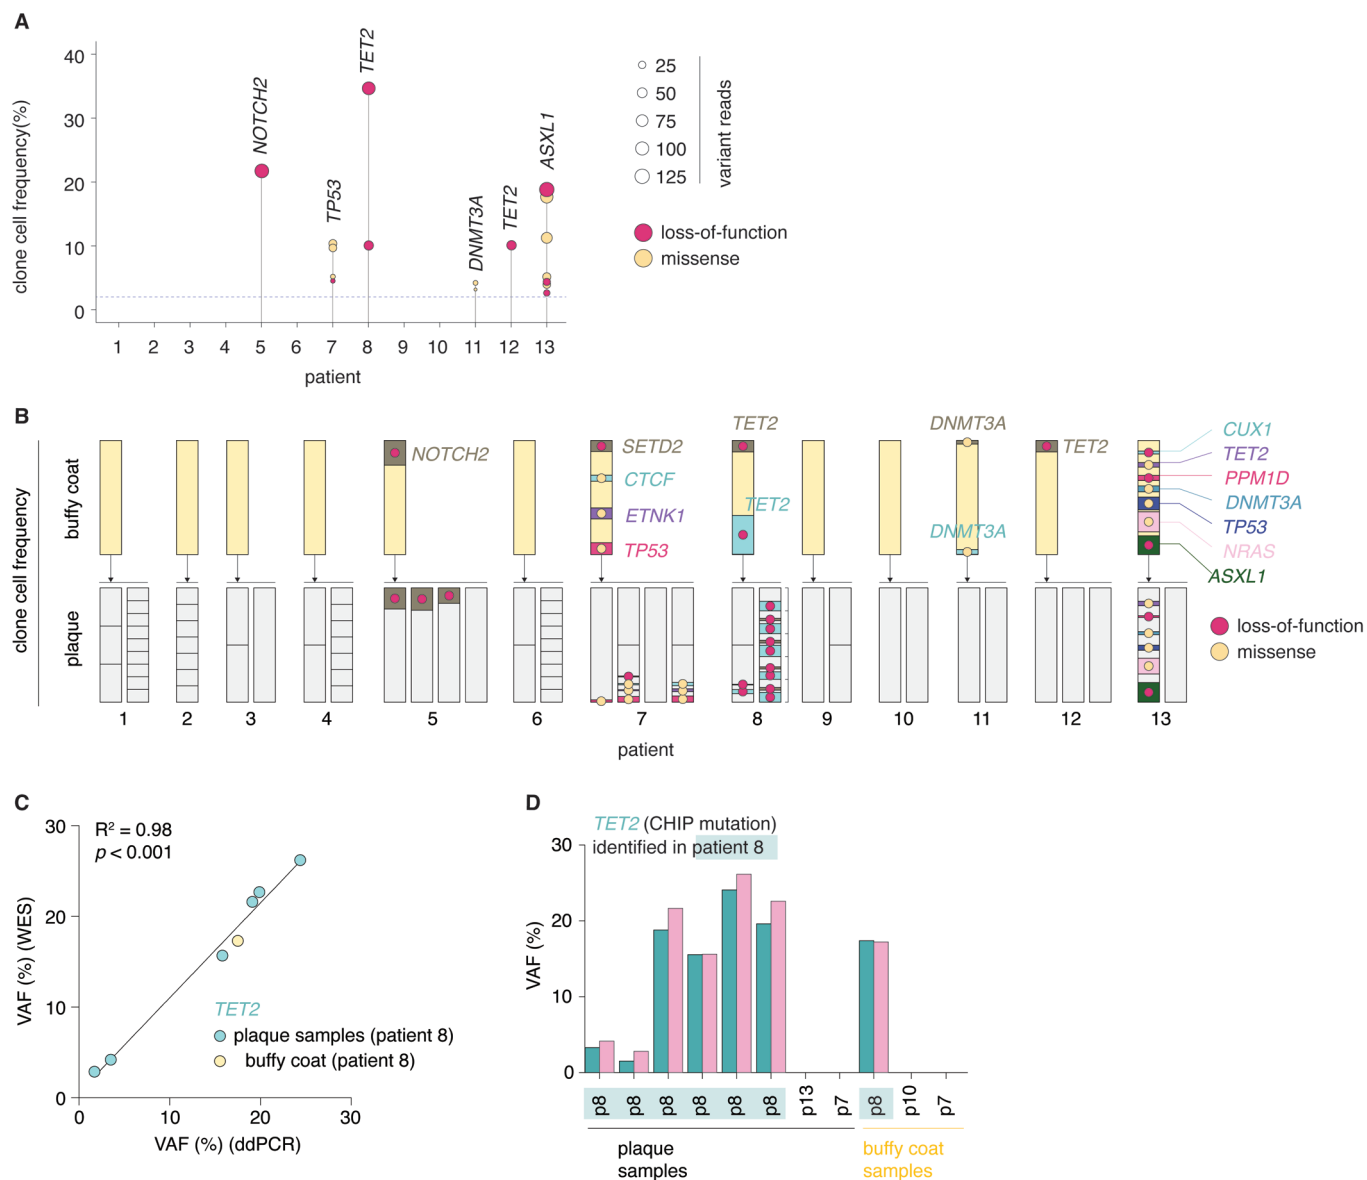 A
clone cell frequency(%)
40
30
20
10
0
NOTCH2
TP53
TET2
DNMT3A
TET2
ASXL1
1 2 3 4 5 6 7 8 9 10 11 12 13
patient
25
50
75
100
125
variant reads
loss-of-function
missense
B
clone cell frequency
buffy coat
plaque
NOTCH2
SETD2
CTCF
ETNK1
TP53
TET2
TET2
DNMT3A
DNMT3A
TET2
CUX1
TET2
PPM1D
DNMT3A
TP53
NRAS
ASXL1
loss-of-function
missense
1 2 3 4 5 6 7 8 9 10 11 12 13
patient
C
VAF (%) (WES)
30
20
10
0
R² = 0.98
p < 0.001
TET2
plaque samples (patient 8)
buffy coat (patient 8)
0 10 20 30
VAF (%) (ddPCR)
D
TET2 (CHIP mutation)
identified in patient 8
VAF (%)
30
20
10
0
p8 p8 p8 p8 p8 p8 p13 p7 p8 p10 p7
plaque
samples
buffy coat
samples